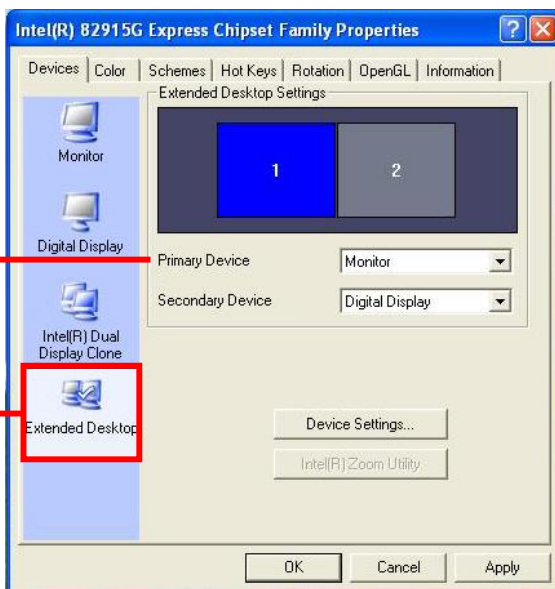 Intel(R) 82915G Express Chipset Family Properties
Devices
Color
Schemes
Hot Keys
Rotation
OpenGL
Information
Monitor
Digital Display
Intel(R) Dual
Display Clone
Extended Desktop
Extended Desktop Settings
1
2
Primary Device
Monitor
Secondary Device
Digital Display
Device Settings...
Intel(R) Zoom Utility
OK
Cancel
Apply